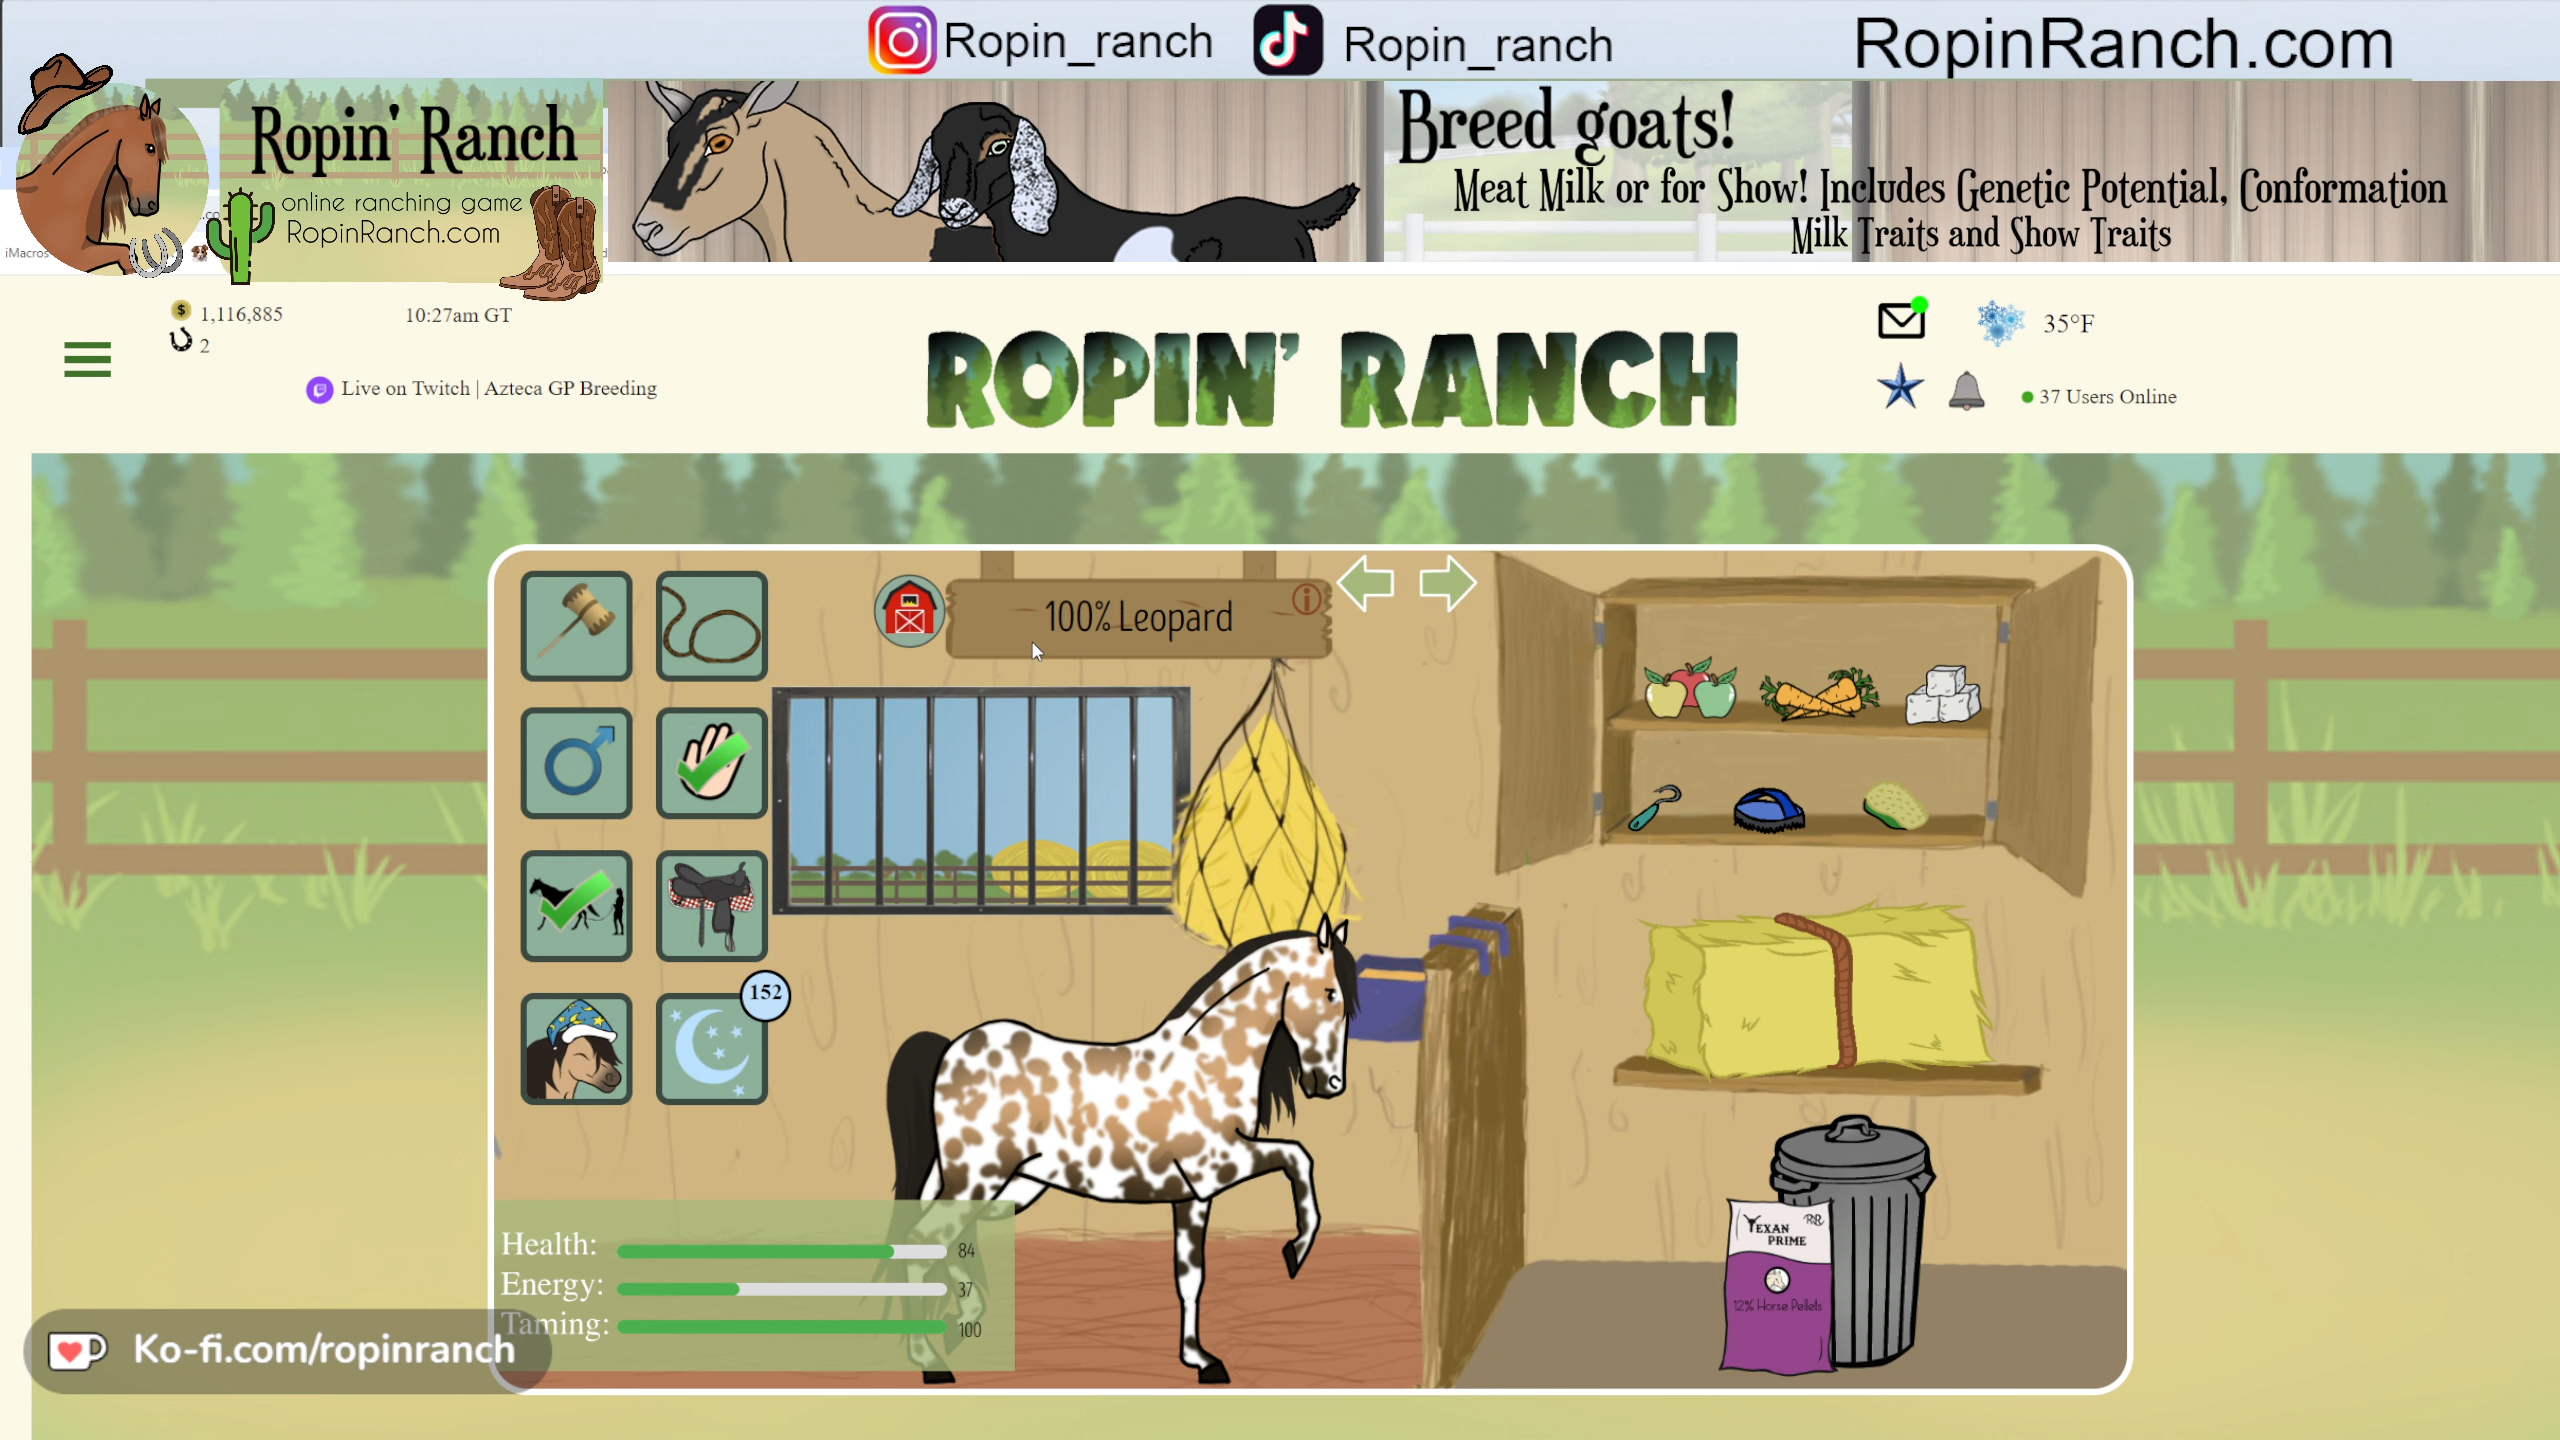 Ropin_ranch
Ropin_ranch
RopinRanch.com
Ropin' Ranch
online ranching game
RopinRanch.com
Breed goats!
Meat Milk or for Show! Includes Genetic Potential, Conformation
Milk Traits and Show Traits
iMacros
1,116,885
2
10:27am GT
Live on Twitch | Azteca GP Breeding
ROPIN' RANCH
35°F
37 Users Online
100% Leopard
152
Health:
84
Energy:
37
Taming:
100
Ko-fi.com/ropinranch
TEXAN
PRIME
RR
12% Horse Pellets